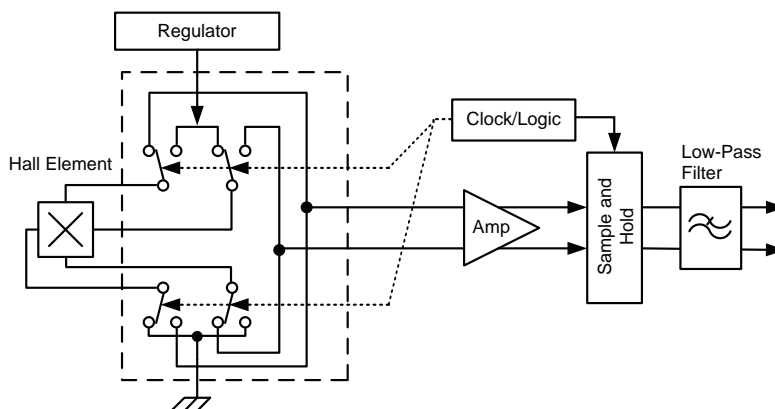 Regulator
Hall Element
Clock/Logic
Amp
Sample and
Hold
Low-Pass
Filter